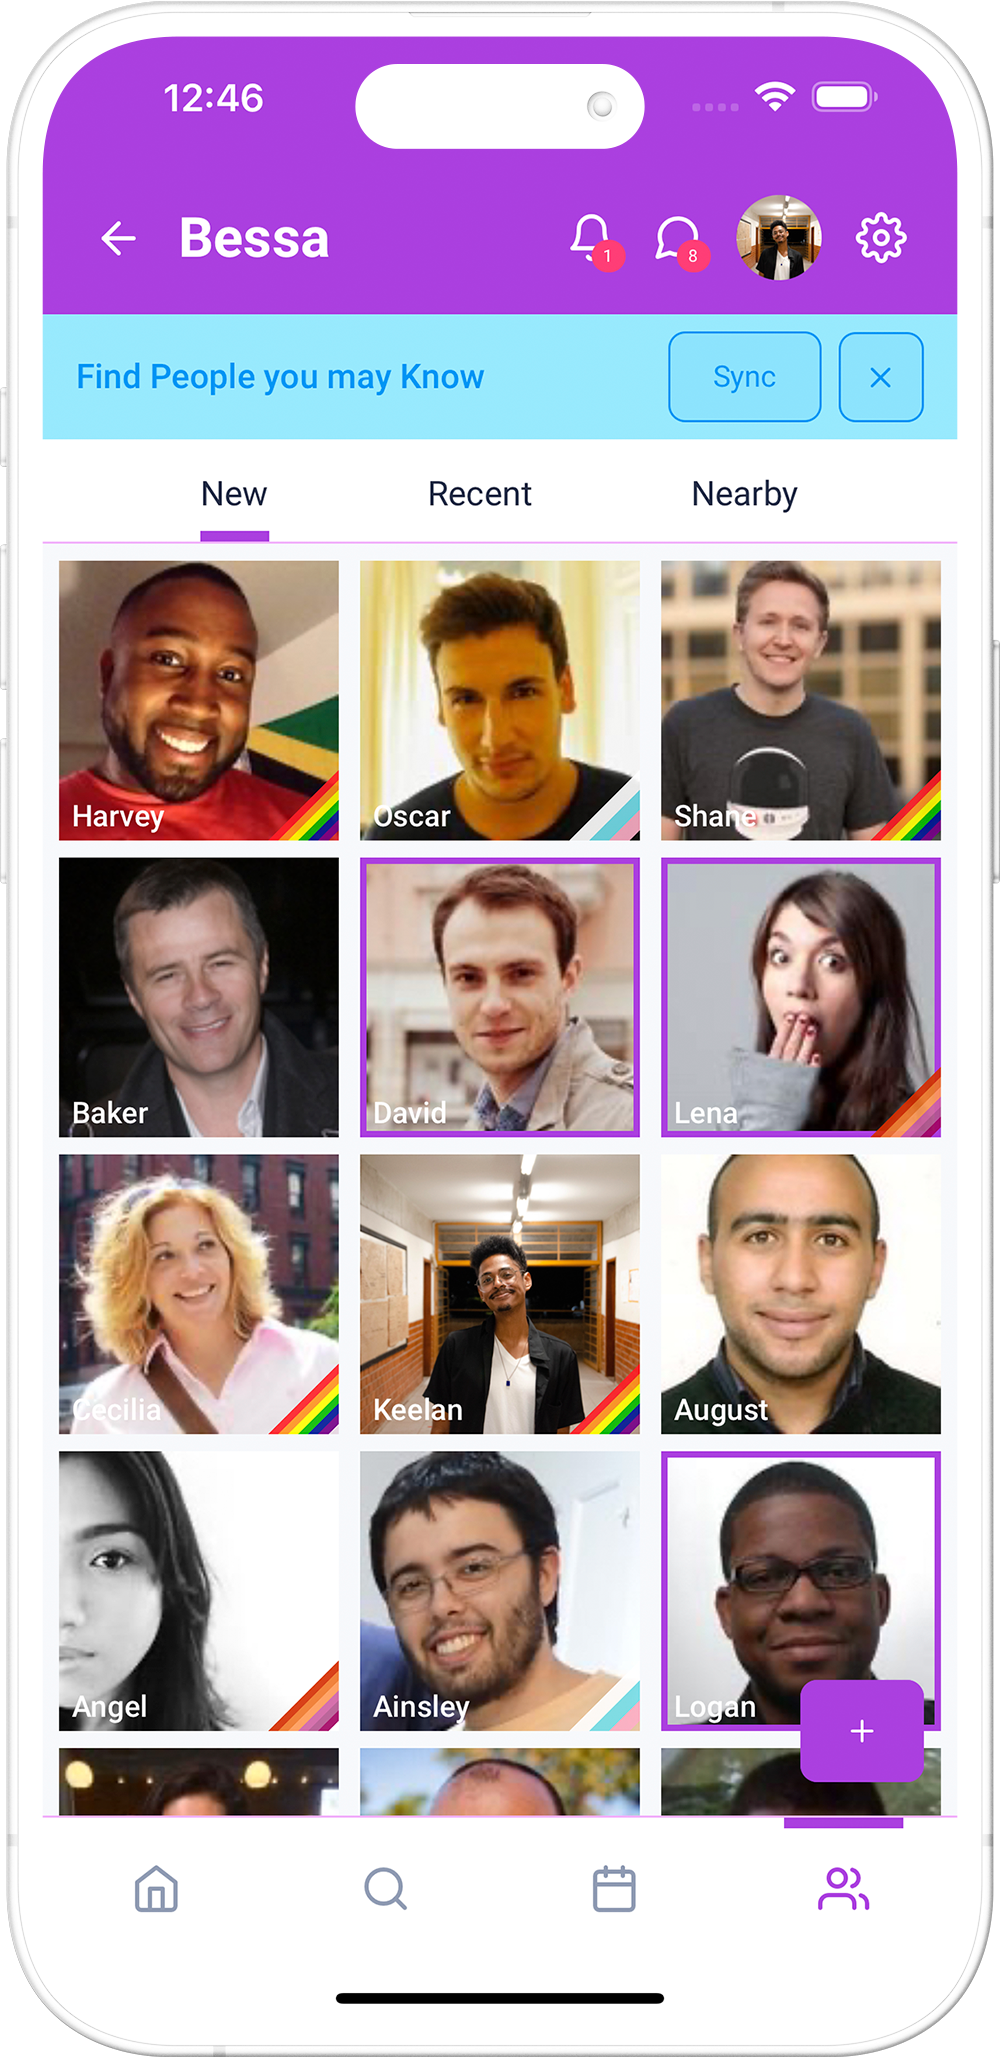 12:46
Bessa
1
8
Find People you may Know
Sync
New
Recent
Nearby
Harvey
Oscar
Shane
Baker
David
Lena
Cecilia
Keelan
August
Angel
Ainsley
Logan